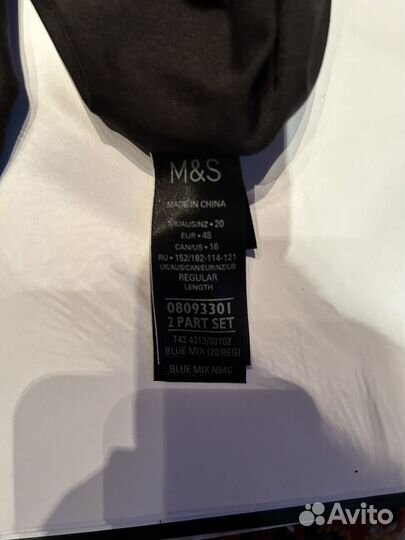 M&S
MADE IN CHINA
UK/AUS/NZ • 20
EUR • 48
CAN/US • 16
RU • 152/182-114-121
UK/AUS/CAN/EUR/NZ/US
REGULAR
LENGTH
08093301
2 PART SET
T42 4313/03102
BLUE MIX (20/REG)
BLUE MIX N64C
Avito